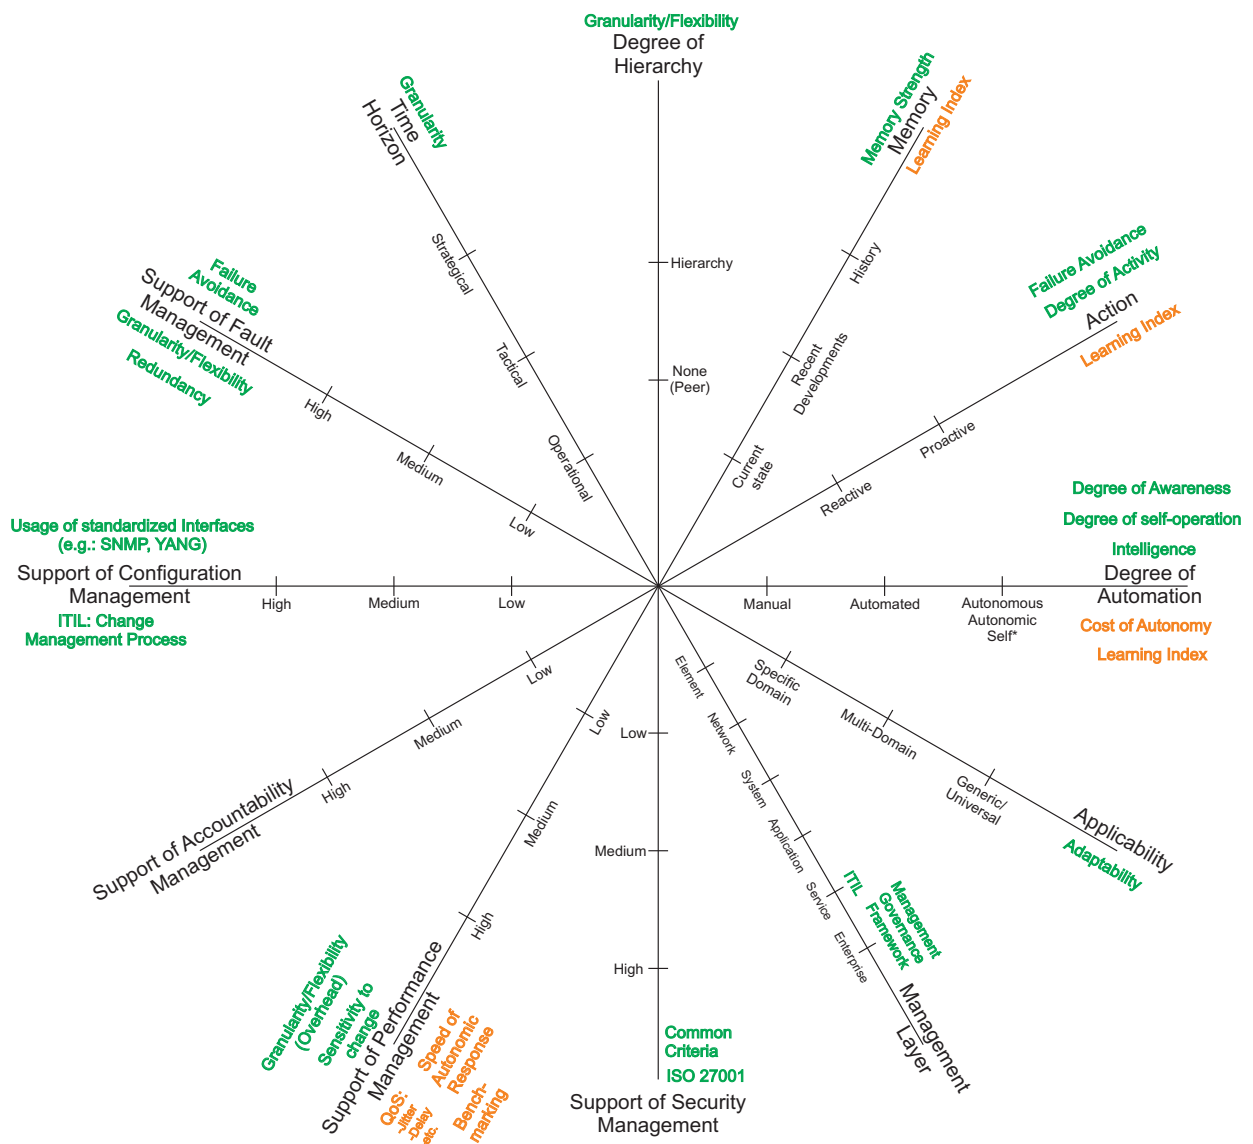 Granularity/Flexibility
Degree of
Hierarchy
Hierarchy
None
(Peer)
Memory Strength
Memory
Learning Index
History
Recent
Developments
Current
state
Failure Avoidance
Degree of Activity
Action
Learning Index
Proactive
Reactive
Degree of Awareness
Degree of self-operation
Intelligence
Degree of
Automation
Cost of Autonomy
Learning Index
Manual
Automated
Autonomous
Autonomic
Self*
Specific
Domain
Multi-Domain
Generic/
Universal
Applicability
Adaptability
Element
Network
System
Application
Service
Enterprise
ITIL
Management
Governance
Framework
Management
Layer
Low
Medium
High
Common
Criteria
ISO 27001
Support of Security
Management
Low
Medium
High
Granularity/Flexibility
(Overhead)
Sensitivity to
change
Support of Performance
Management
QoS:
-Jitter
-Delay
etc.
Speed of
Autonomic
Response
Bench-
marking
Low
Medium
High
Support of Accountability
Management
Usage of standardized Interfaces
(e.g.: SNMP, YANG)
Support of Configuration
Management
ITIL: Change
Management Process
High
Medium
Low
Failure
Avoidance
Support of Fault
Management
Granularity/Flexibility
Redundancy
High
Medium
Low
Granularity
Time
Horizon
Strategical
Tactical
Operational